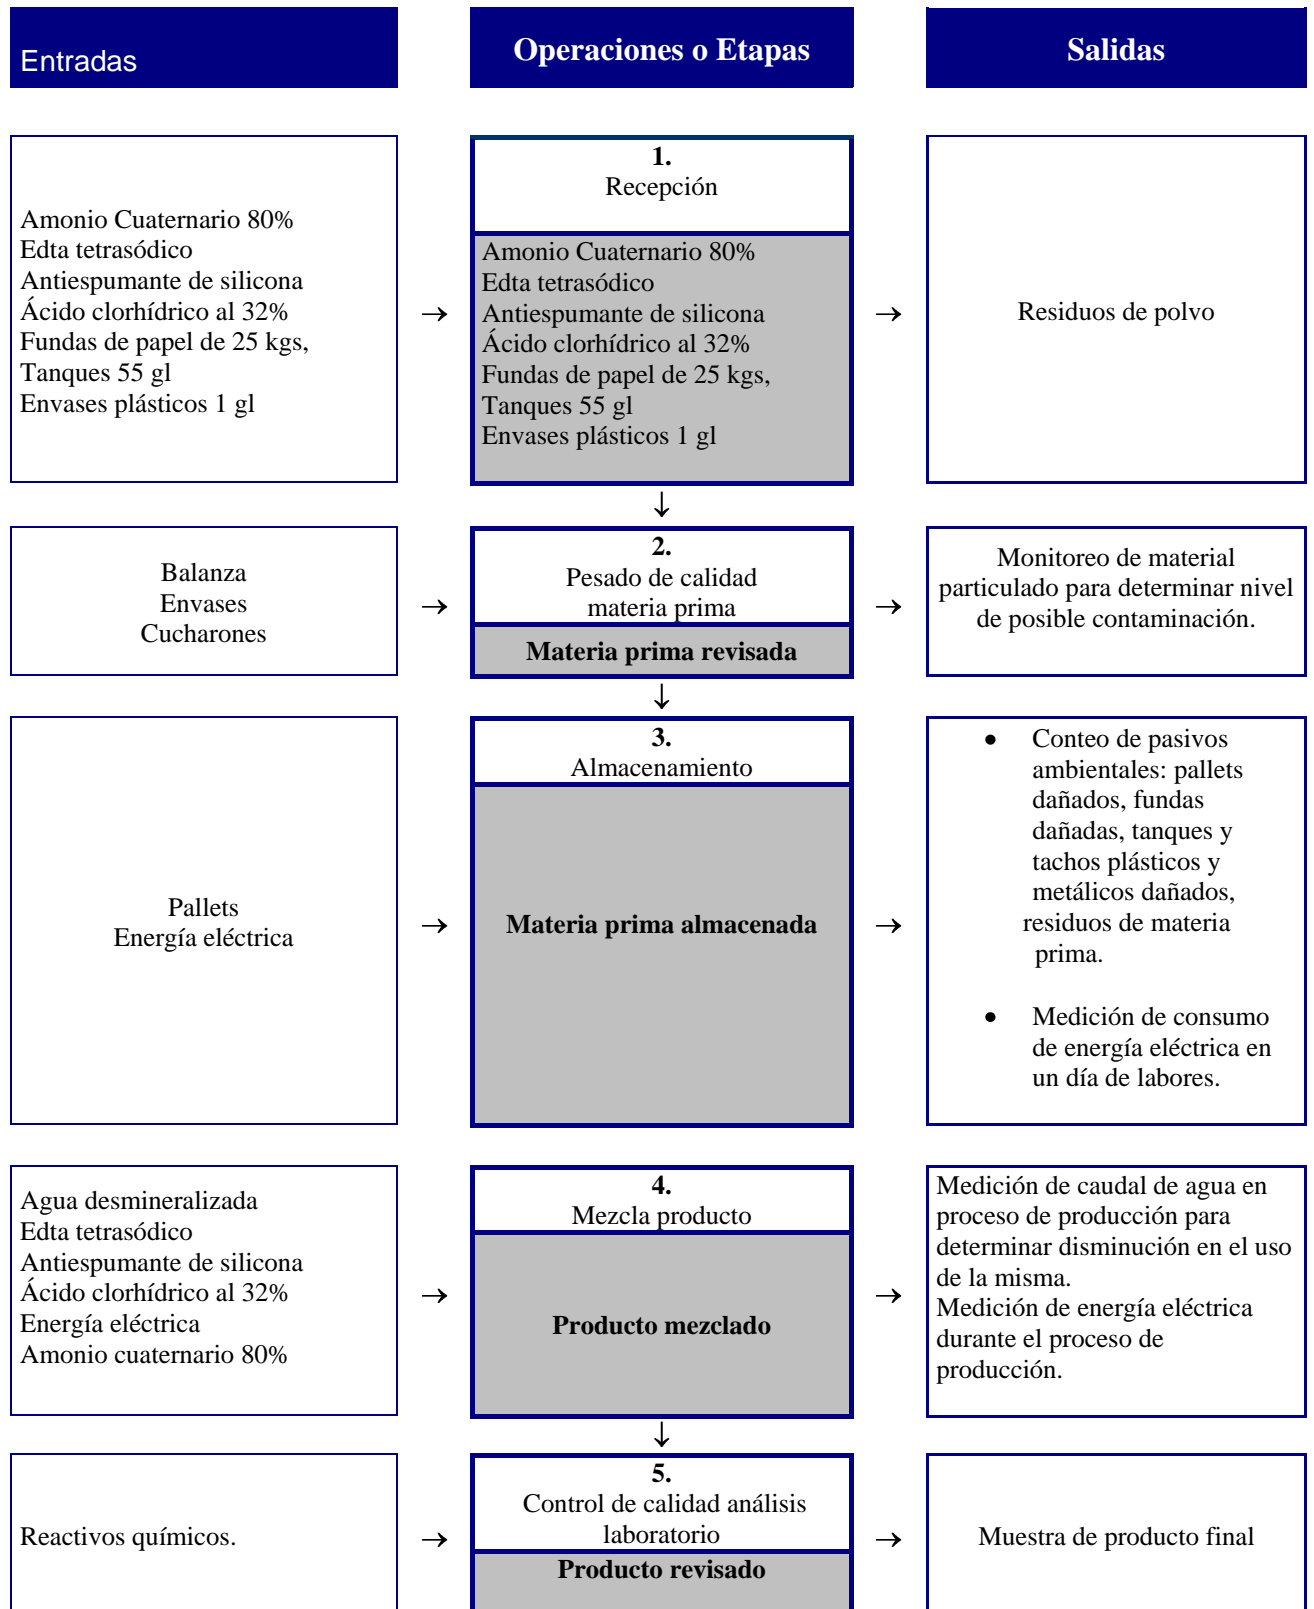 Entradas
Operaciones o Etapas
Salidas
Amonio Cuaternario 80%
Edta tetrasódico
Antiespumante de silicona
Ácido clorhídrico al 32%
Fundas de papel de 25 kgs,
Tanques 55 gl
Envases plásticos 1 gl
→
1.
Recepción
Amonio Cuaternario 80%
Edta tetrasódico
Antiespumante de silicona
Ácido clorhídrico al 32%
Fundas de papel de 25 kgs,
Tanques 55 gl
Envases plásticos 1 gl
→
Residuos de polvo
↓
Balanza
Envases
Cucharones
→
2.
Pesado de calidad
materia prima
Materia prima revisada
→
Monitoreo de material
particulado para determinar nivel
de posible contaminación.
↓
Pallets
Energía eléctrica
→
3.
Almacenamiento
Materia prima almacenada
→
• Conteo de pasivos
ambientales: pallets
dañados, fundas
dañadas, tanques y
tachos plásticos y
metálicos dañados,
residuos de materia
prima.
• Medición de consumo
de energía eléctrica en
un día de labores.
Agua desmineralizada
Edta tetrasódico
Antiespumante de silicona
Ácido clorhídrico al 32%
Energía eléctrica
Amonio cuaternario 80%
→
4.
Mezcla producto
Producto mezclado
→
Medición de caudal de agua en
proceso de producción para
determinar disminución en el uso
de la misma.
Medición de energía eléctrica
durante el proceso de
producción.
↓
Reactivos químicos.
→
5.
Control de calidad análisis
laboratorio
Producto revisado
→
Muestra de producto final